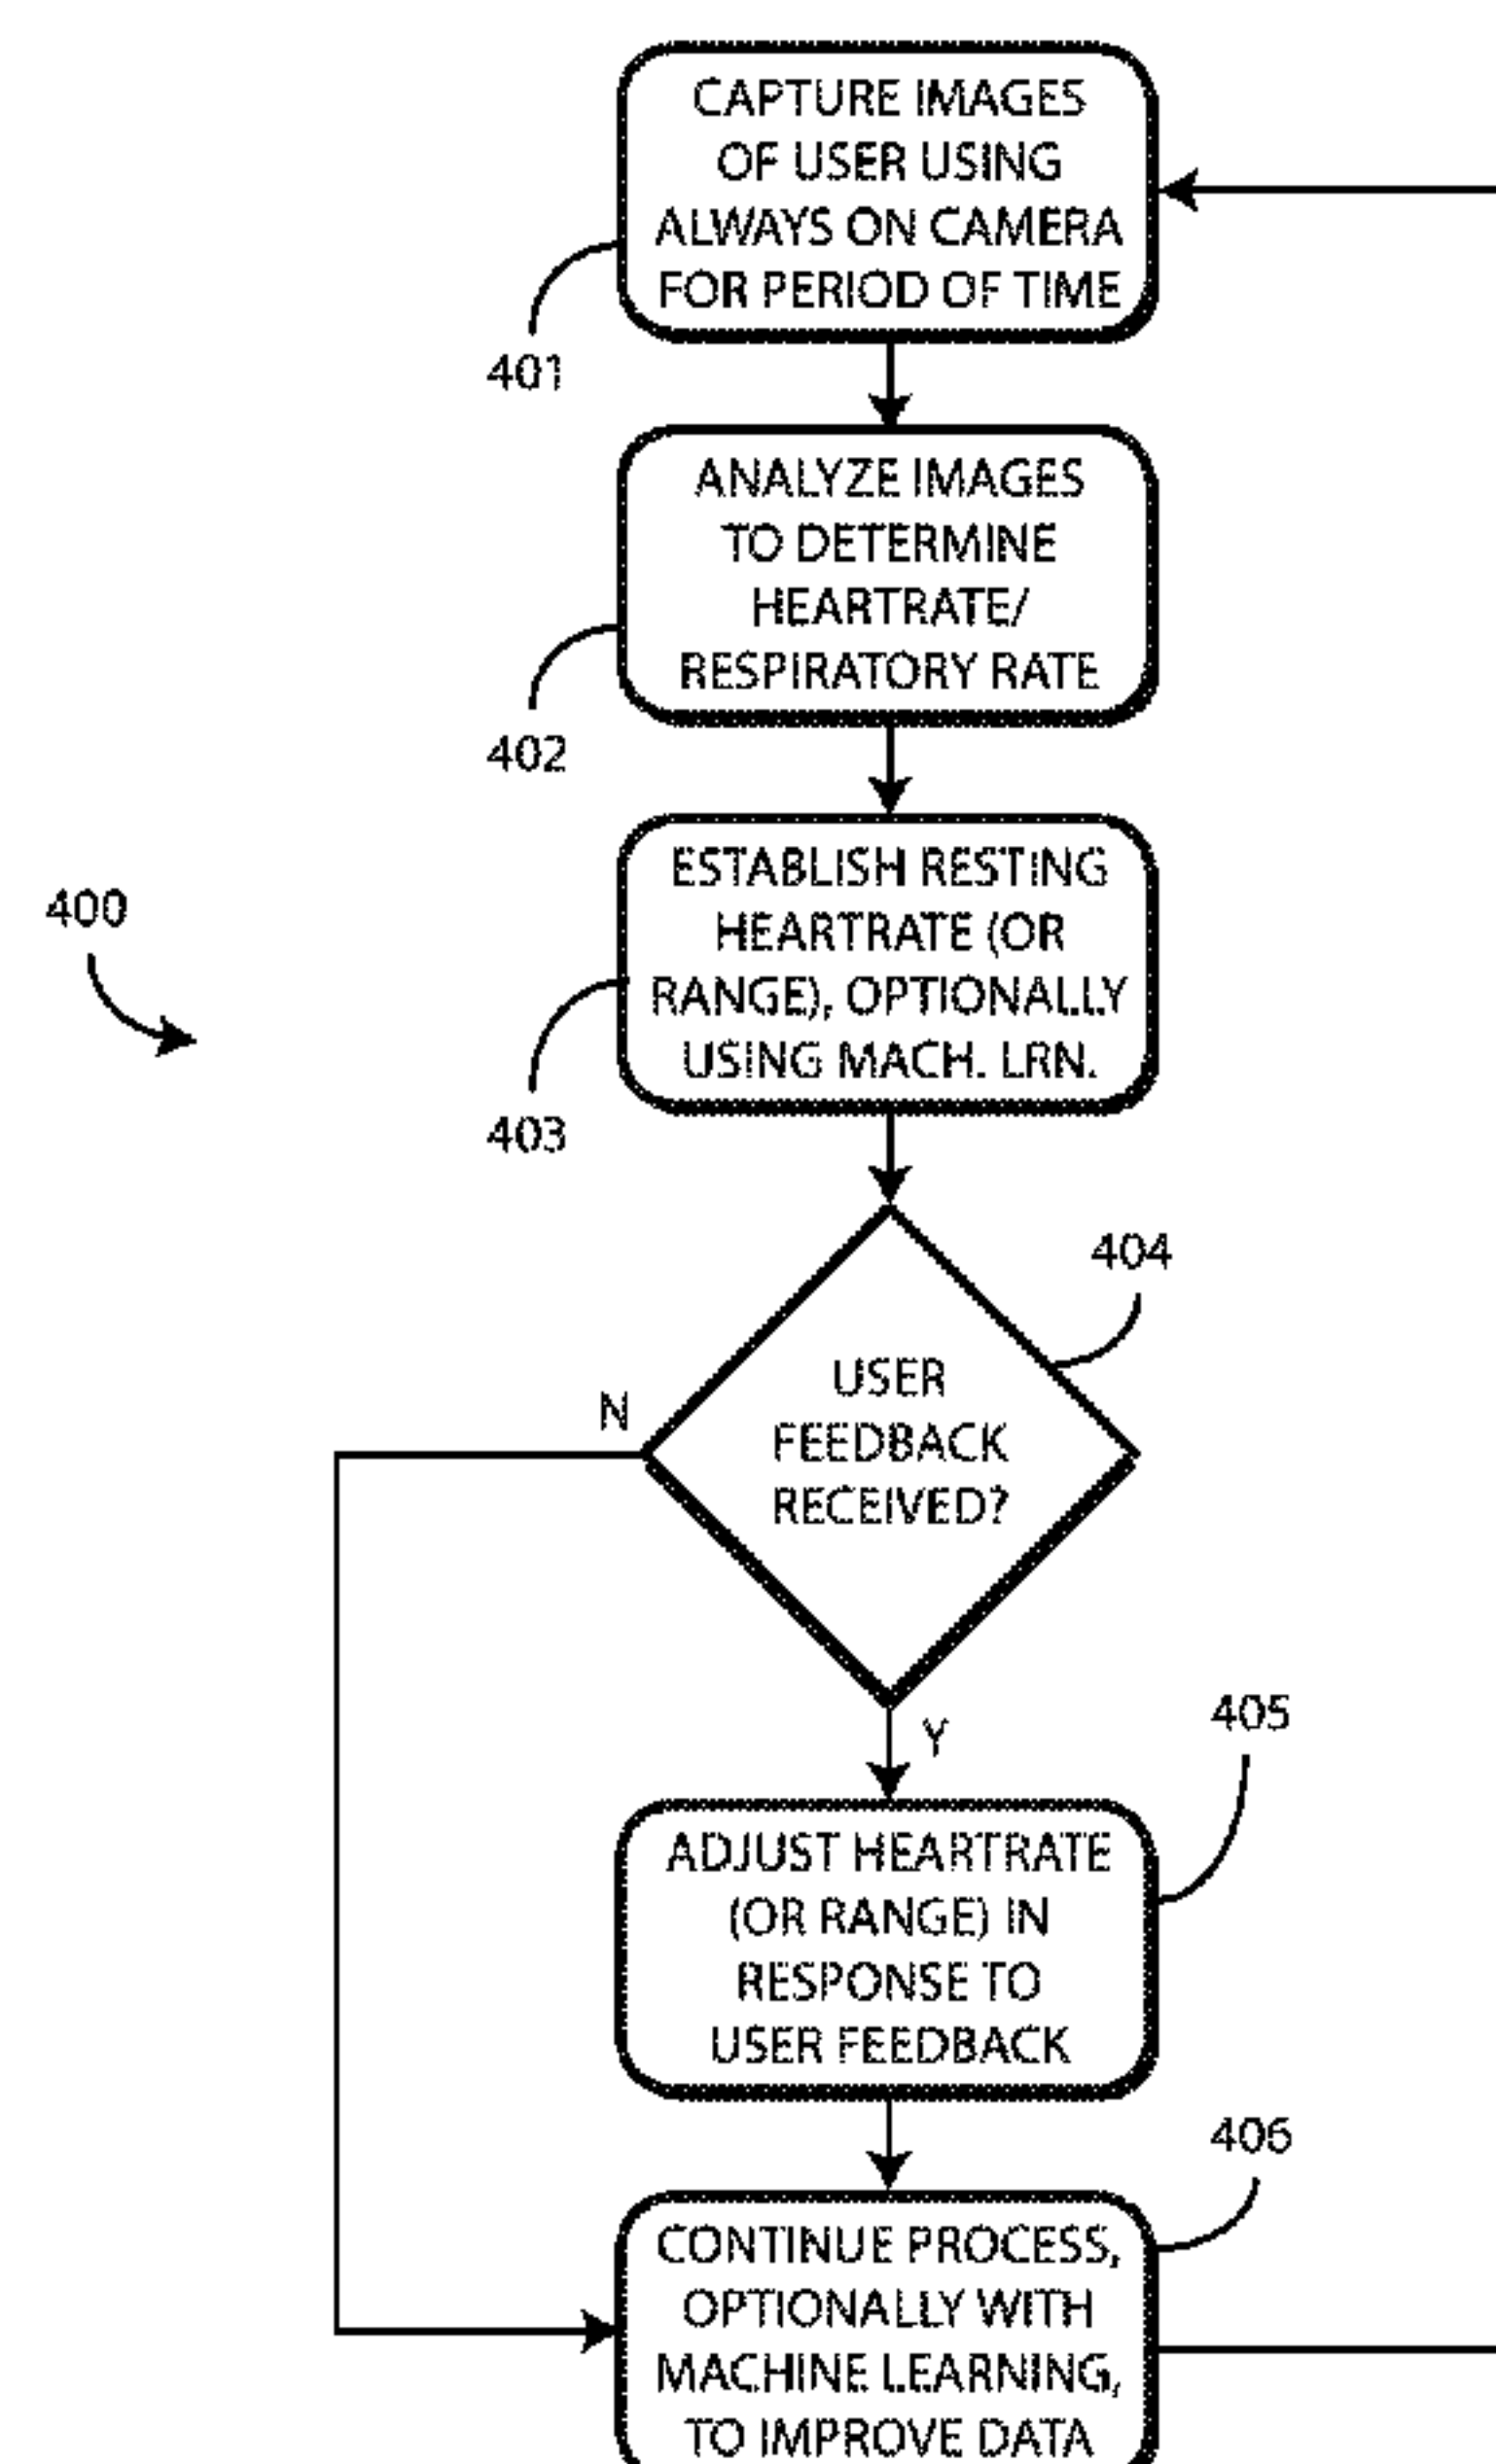 CAPTURE IMAGES
OF USER USING
ALWAYS ON CAMERA
FOR PERIOD OF TIME
401
ANALYZE IMAGES
TO DETERMINE
HEARTRATE/
RESPIRATORY RATE
402
ESTABLISH RESTING
HEARTRATE (OR
RANGE), OPTIONALLY
USING MACH. LRN.
400
403
404
USER
FEEDBACK
RECEIVED?
N
Y
405
ADJUST HEARTRATE
(OR RANGE) IN
RESPONSE TO
USER FEEDBACK
406
CONTINUE PROCESS,
OPTIONALLY WITH
MACHINE LEARNING,
TO IMPROVE DATA